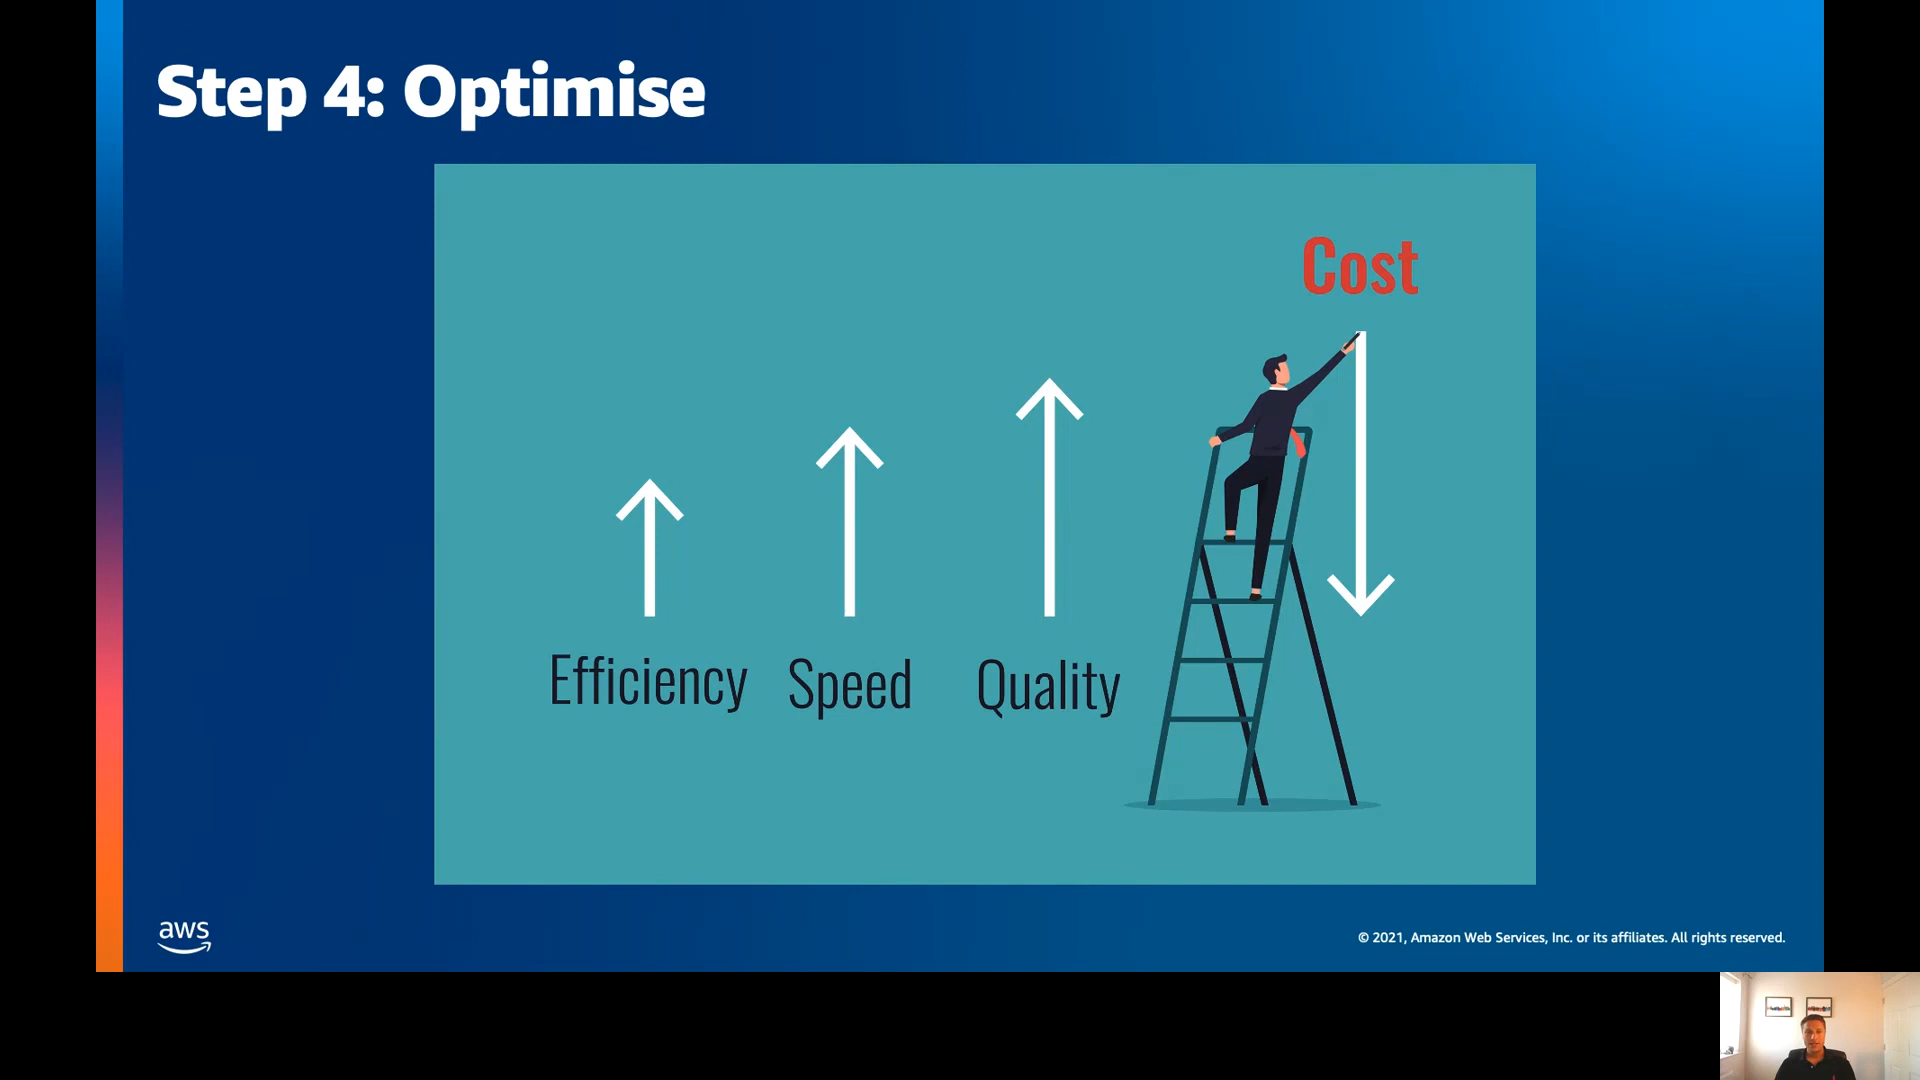 Step 4: Optimise
Cost
Efficiency Speed Quality
aws
© 2021, Amazon Web Services, Inc. or its affiliates. All rights reserved.